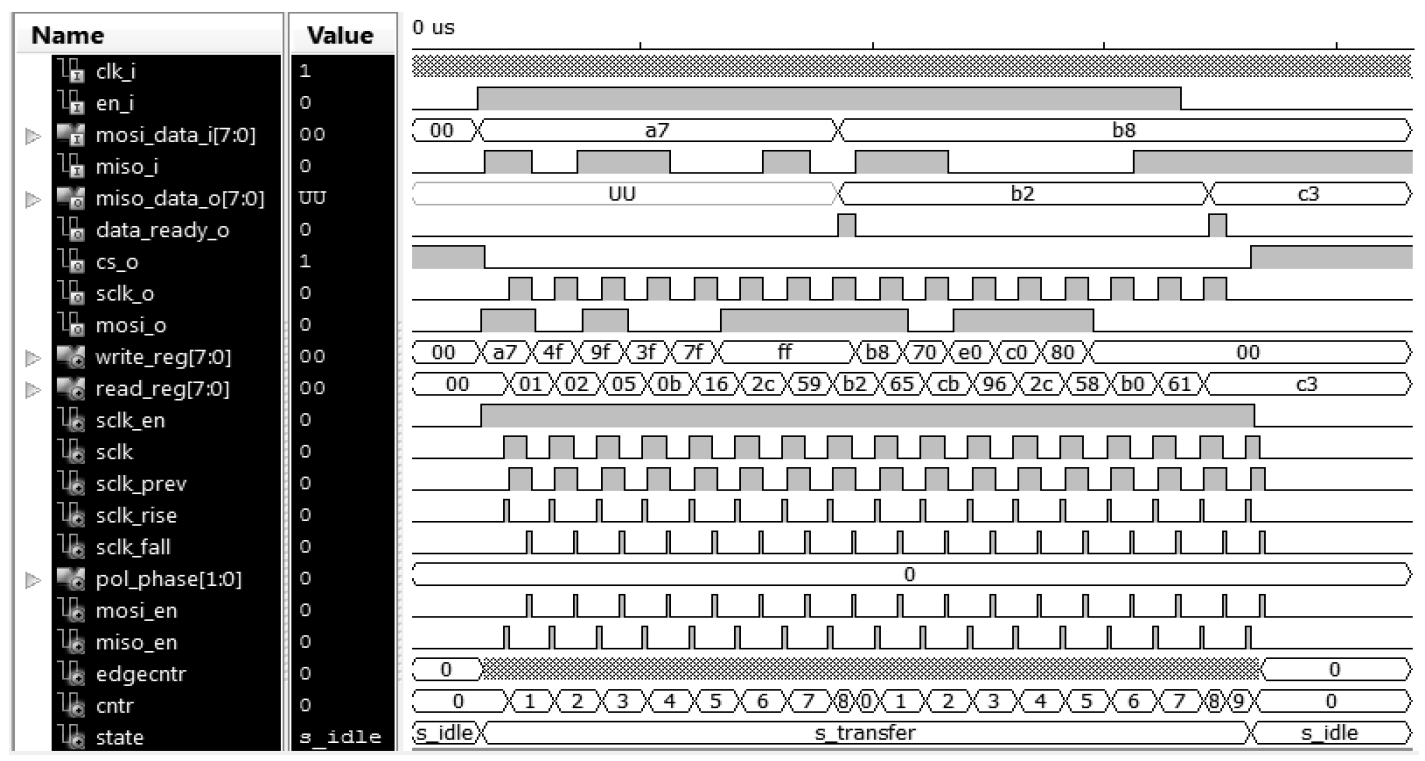 Name Value 0 us
clk_i 1
en_i 0
mosi_data_i[7:0] 00 00 a7 b8
miso_i 0
miso_data_o[7:0] UU UU b2 c3
data_ready_o 0
cs_o 1
sclk_o 0
mosi_o 0
write_reg[7:0] 00 00 a7 4f 9f 3f 7f ff b8 70 e0 c0 80 00
read_reg[7:0] 00 00 01 02 05 0b 16 2c 59 b2 65 cb 96 2c 58 b0 61 c3
sclk_en 0
sclk 0
sclk_prev 0
sclk_rise 0
sclk_fall 0
pol_phase[1:0] 0 0
mosi_en 0
miso_en 0
edgecntr 0 0 0
cntr 0 0 1 2 3 4 5 6 7 8 0 1 2 3 4 5 6 7 8 9 0
state s_idle s_idle s_transfer s_idle